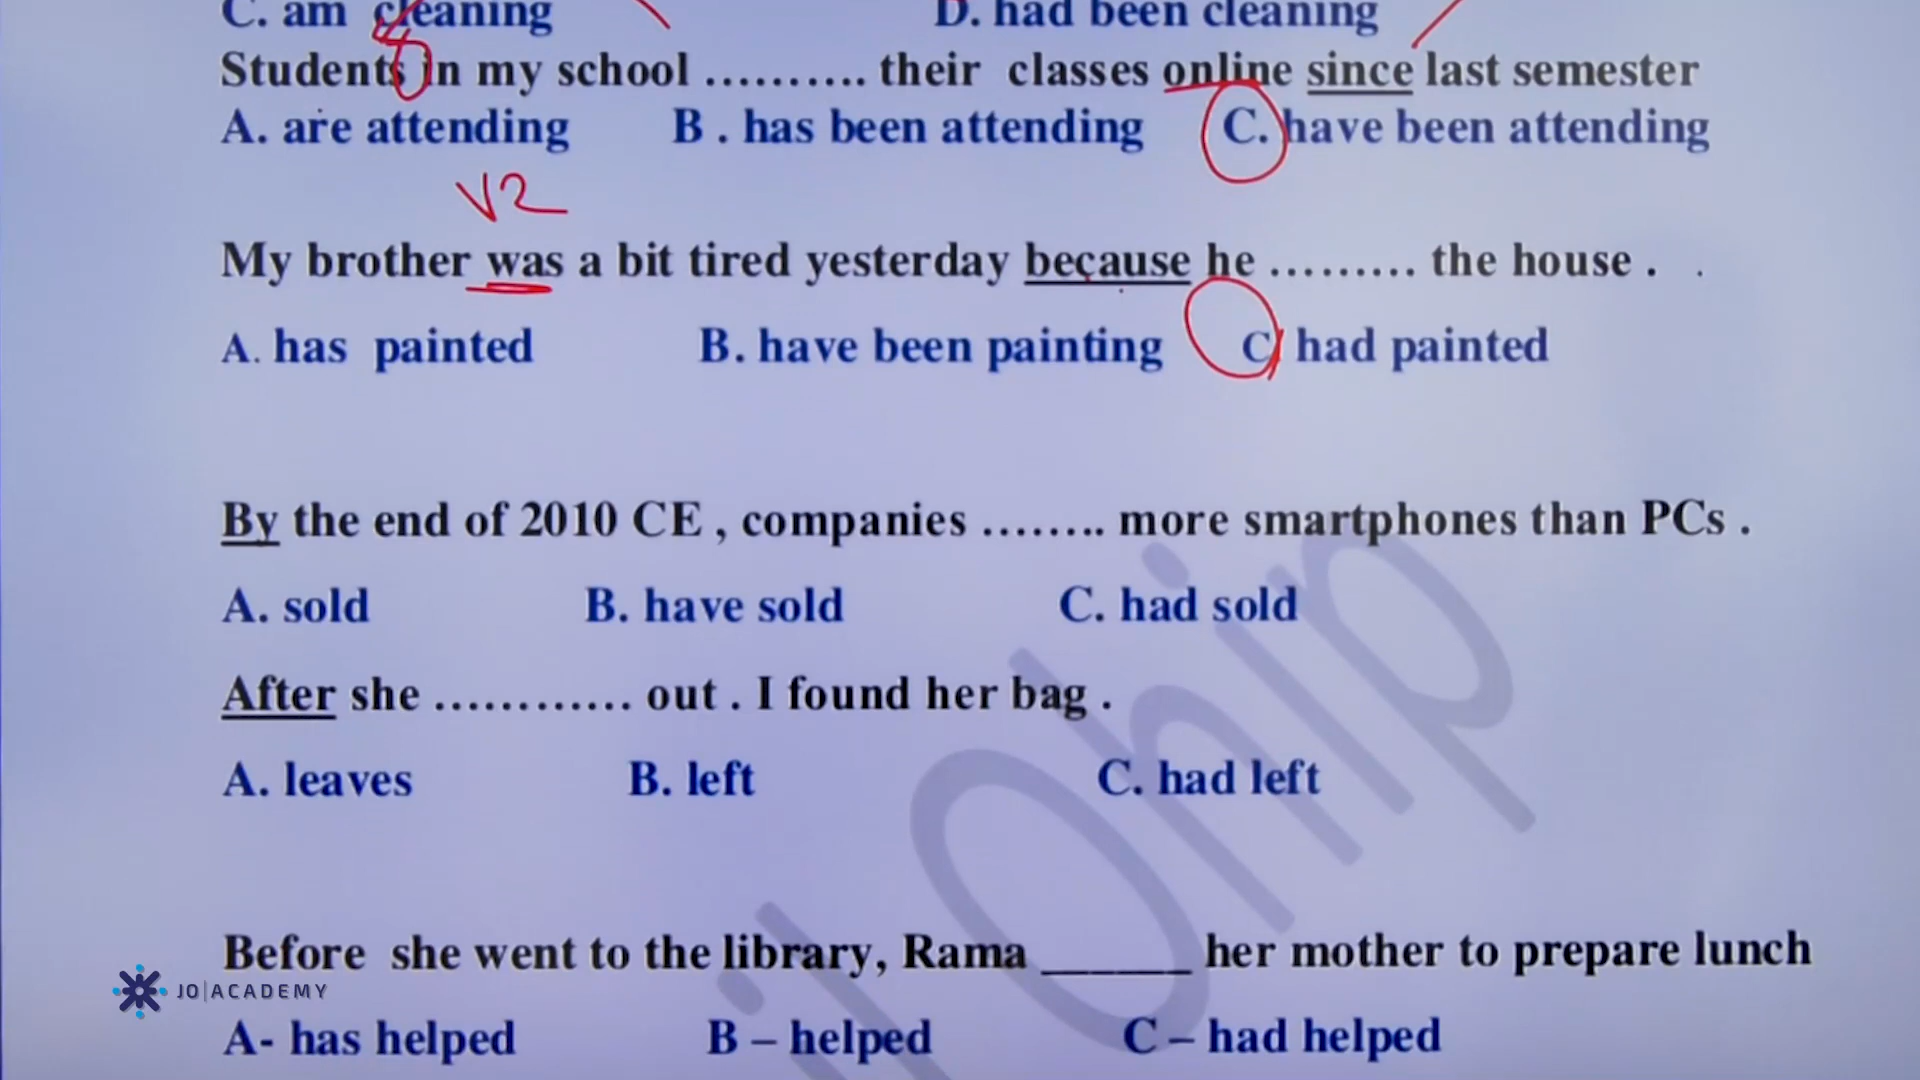 C. am cleaning D. had been cleaning
Students in my school .......... their classes online since last semester
A. are attending B . has been attending C. have been attending
V2
My brother was a bit tired yesterday because he ......... the house .
A. has painted B. have been painting C had painted
By the end of 2010 CE , companies ........ more smartphones than PCs .
A. sold B. have sold C. had sold
After she ............ out . I found her bag .
A. leaves B. left C. had left
Before she went to the library, Rama ______ her mother to prepare lunch
A- has helped B – helped C – had helped
JO|ACADEMY